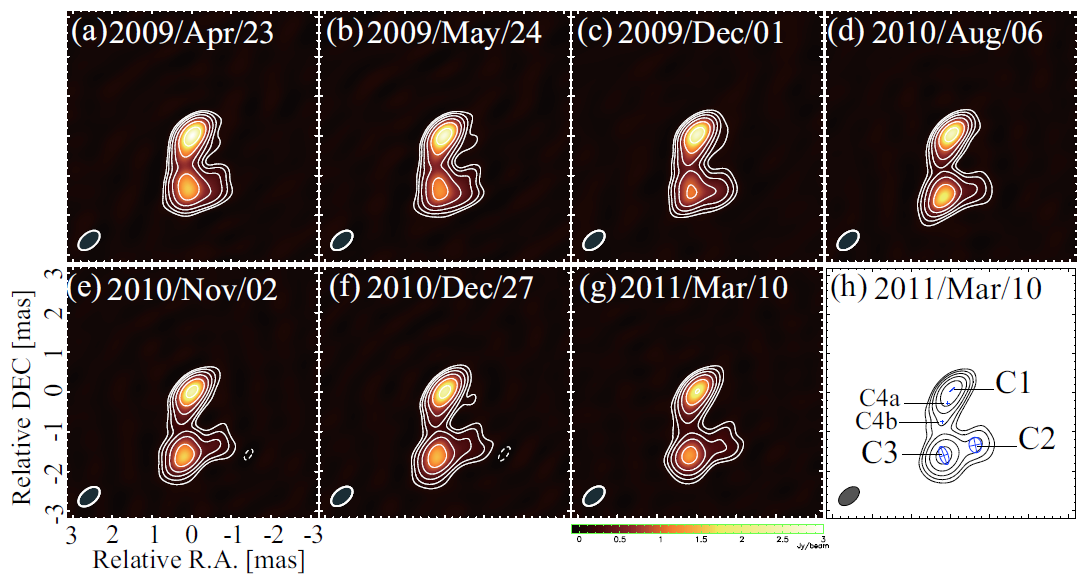 (a) 2009/Apr/23
(b) 2009/May/24
(c) 2009/Dec/01
(d) 2010/Aug/06
(e) 2010/Nov/02
(f) 2010/Dec/27
(g) 2011/Mar/10
(h) 2011/Mar/10
C1
C4a
C4b
C3
C2
Relative DEC [mas]
3
2
1
0
-1
-2
-3
3 2 1 0 -1 -2 -3
Relative R.A. [mas]
0 0.5 1 1.5 2 2.5 3
Jy/beam